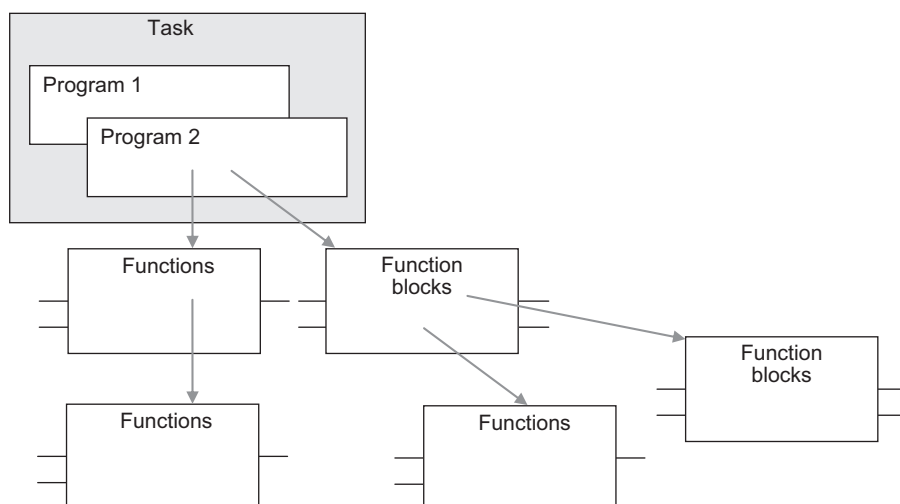 Task
Program 1
Program 2
Functions
Function
blocks
Function
blocks
Functions
Functions